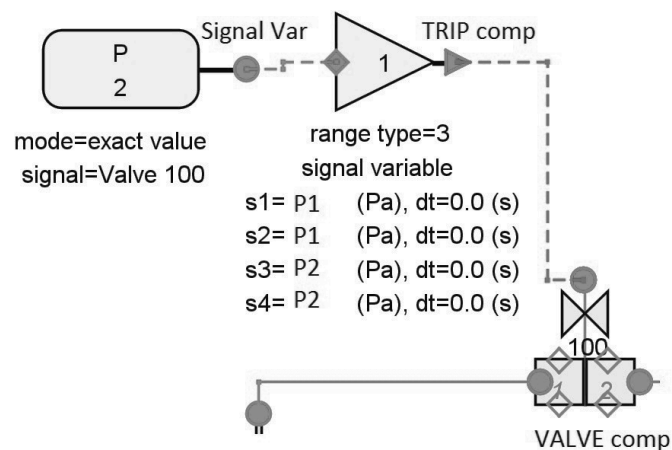 Signal Var
TRIP comp
P
2
1
mode=exact value
signal=Valve 100
range type=3
signal variable
s1= P1 (Pa), dt=0.0 (s)
s2= P1 (Pa), dt=0.0 (s)
s3= P2 (Pa), dt=0.0 (s)
s4= P2 (Pa), dt=0.0 (s)
100
1
2
VALVE comp